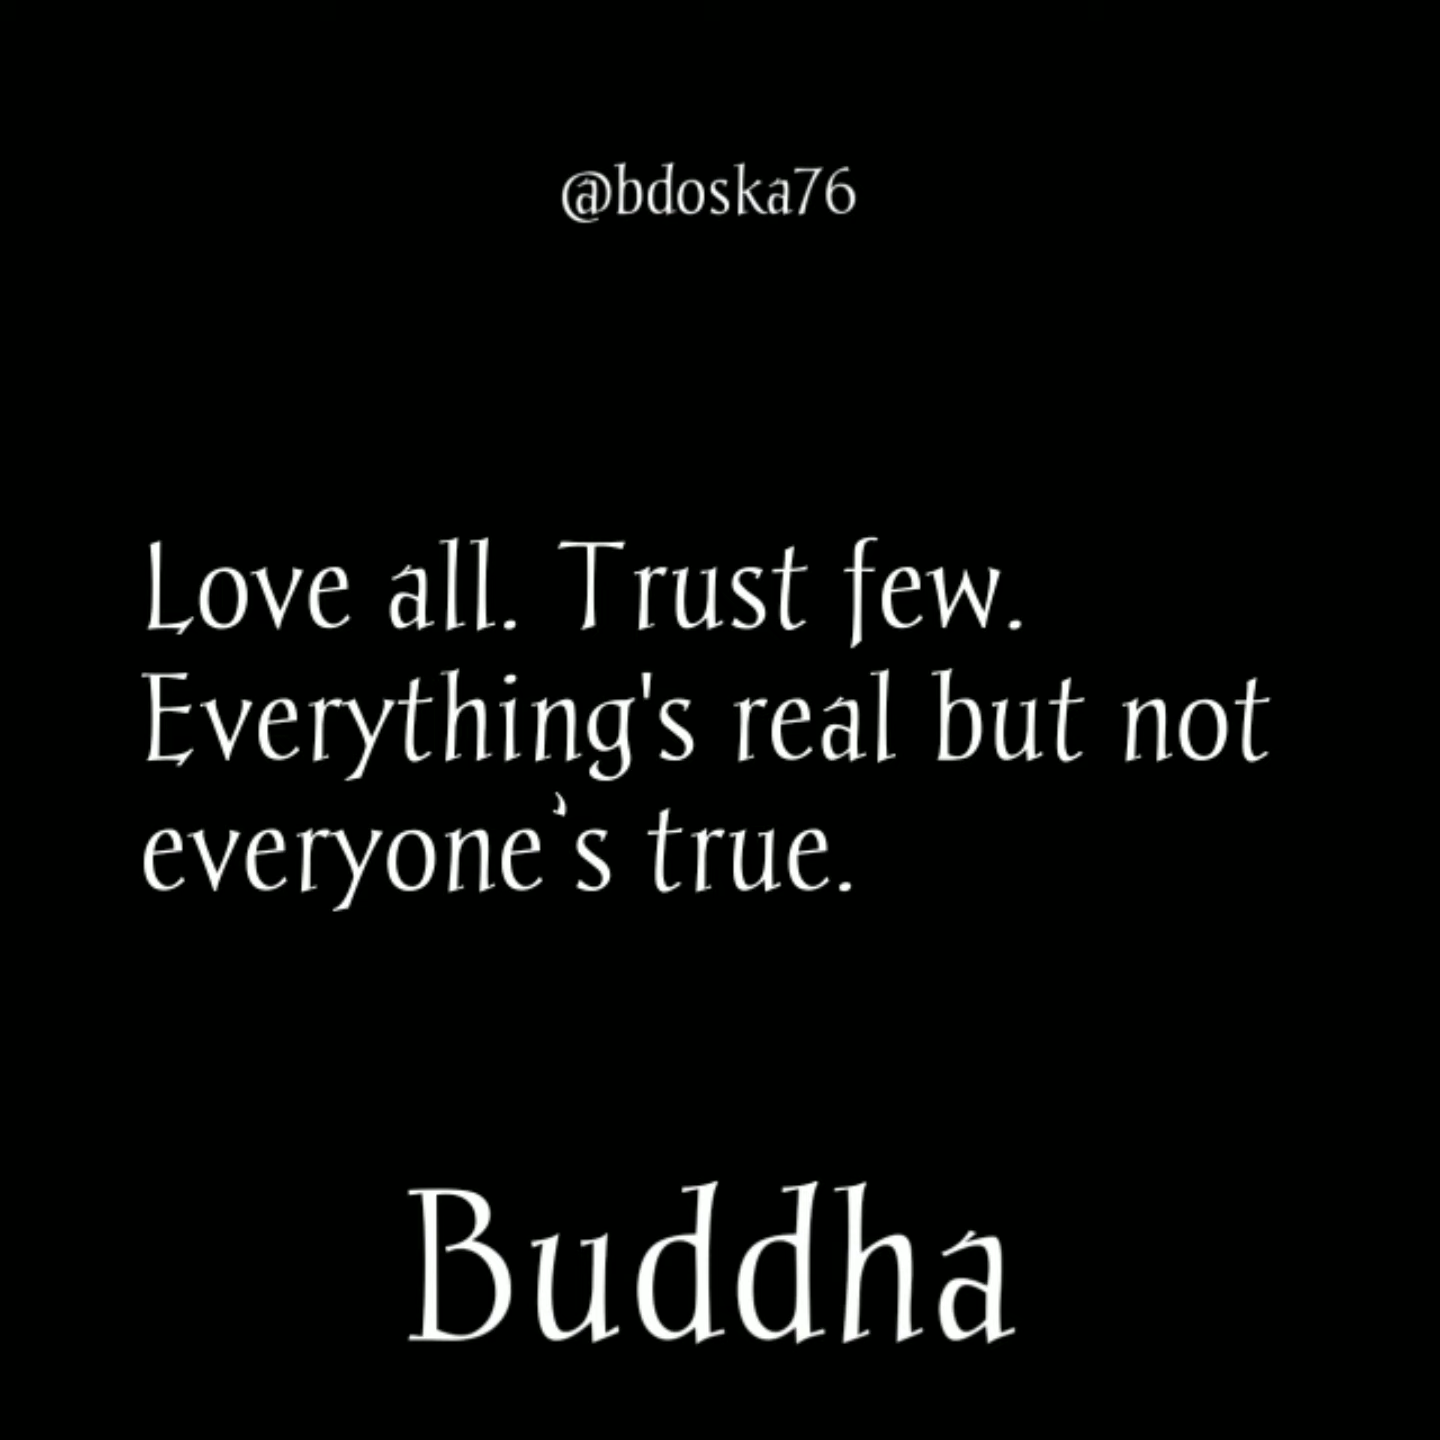 @bdoska76
Love all. Trust few.
Everything's real but not
everyone`s true.
Buddha